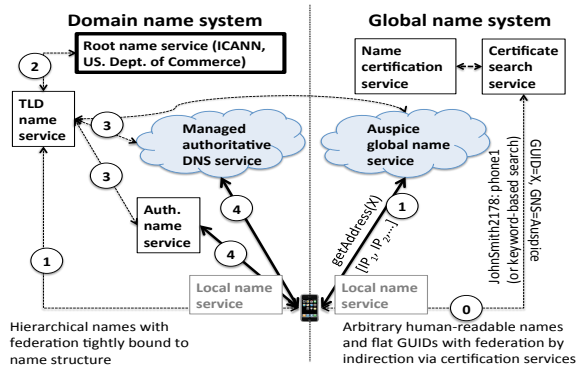 Domain name system
Global name system
Root name service (ICANN,
US. Dept. of Commerce)
2
TLD
name
service
3
3
Managed
authoritative
DNS service
Auth.
name
service
4
4
1
Local name
service
Hierarchical names with
federation tightly bound to
name structure
Name
certification
service
Certificate
search
service
Auspice
global name
service
1
getAddress(X)
[IP1, IP2,...]
JohnSmith2178: phone1
(or keyword-based search)
GUID=X, GNS=Auspice
Local name
service
0
Arbitrary human-readable names
and flat GUIDs with federation by
indirection via certification services